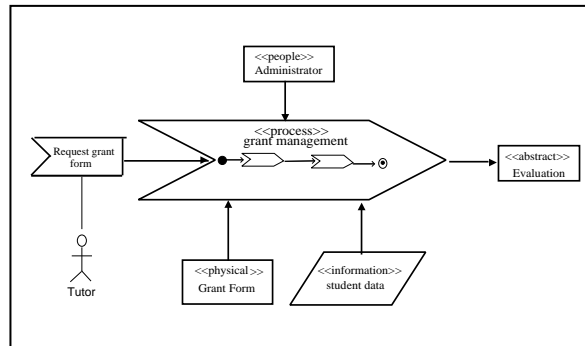 <<people>>
Administrator
<<process>>
grant management
Request grant
form
<<abstract>>
Evaluation
Tutor
<<physical >>
Grant Form
<<information>>
student data